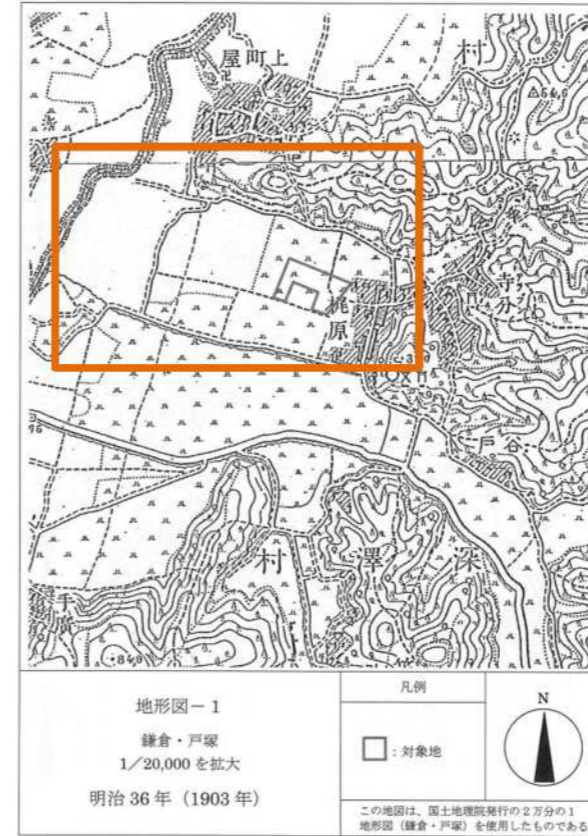 屋町上
村
梶原
寺分
戸谷
村
深
手廣
地形図－1
鎌倉・戸塚
1／20,000 を拡大
明治 36 年（1903 年）
凡例
：対象地
N
この地図は、国土地理院発行の２万分の１
地形図（鎌倉・戸塚）を使用したものである